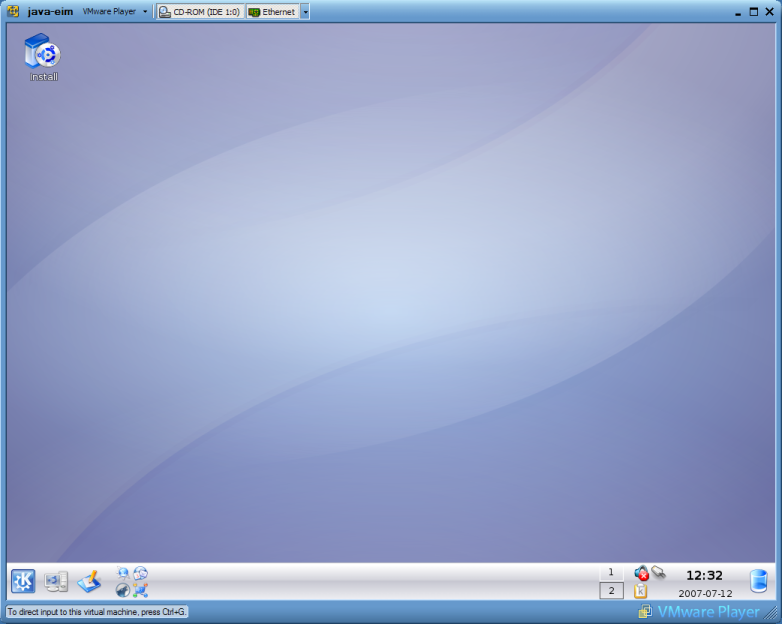 java-eim VMware Player CD-ROM (IDE 1:0) Ethernet
Install
1
2
12:32
2007-07-12
To direct input to this virtual machine, press Ctrl+G.
VMware Player